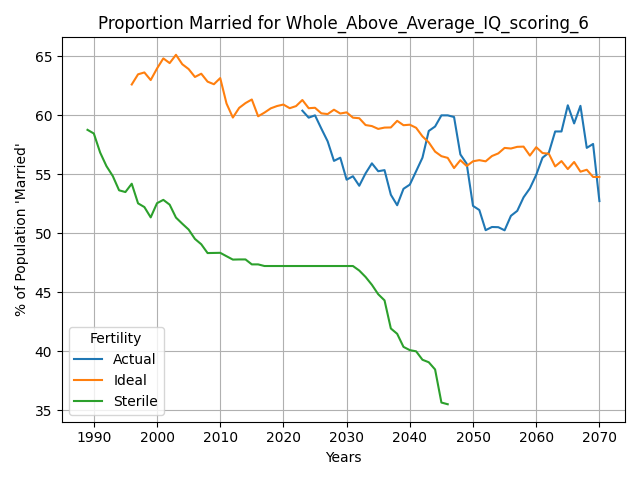 Proportion Married for Whole_Above_Average_IQ_scoring_6
% of Population 'Married'
65
60
55
50
45
40
35
Fertility
Actual
Ideal
Sterile
1990 2000 2010 2020 2030 2040 2050 2060 2070
Years